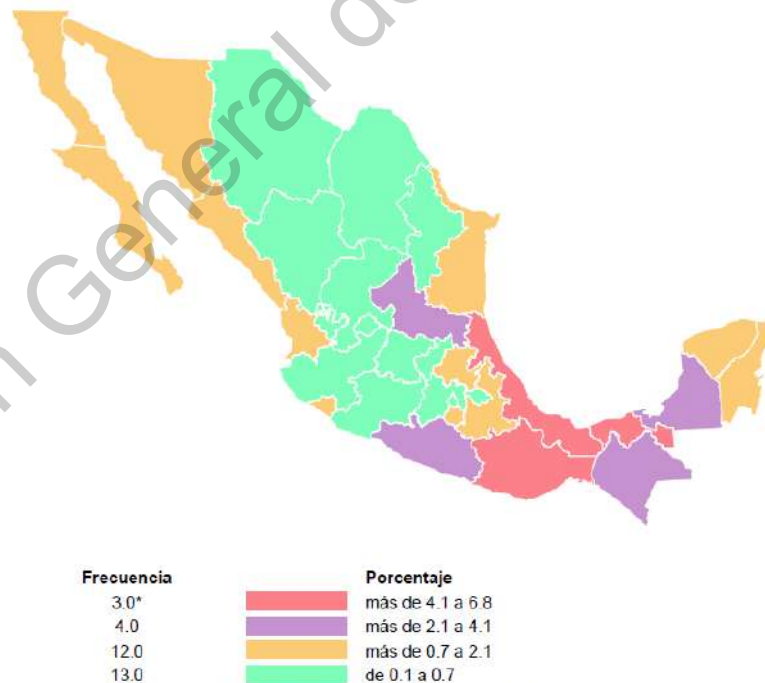 n General de
Frecuencia Porcentaje
3.0* más de 4.1 a 6.8
4.0 más de 2.1 a 4.1
12.0 más de 0.7 a 2.1
13.0 de 0.1 a 0.7